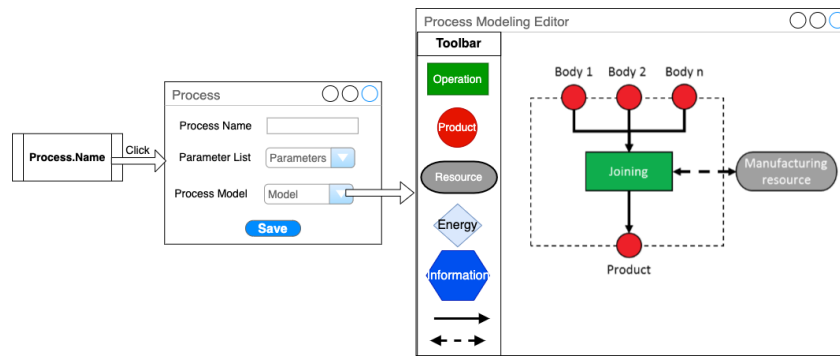 Process.Name
Click
Process
Process Name
Parameter List
Parameters
Process Model
Model
Save
Process Modeling Editor
Toolbar
Operation
Product
Resource
Energy
Information
Body 1
Body 2
Body n
Joining
Manufacturing
resource
Product